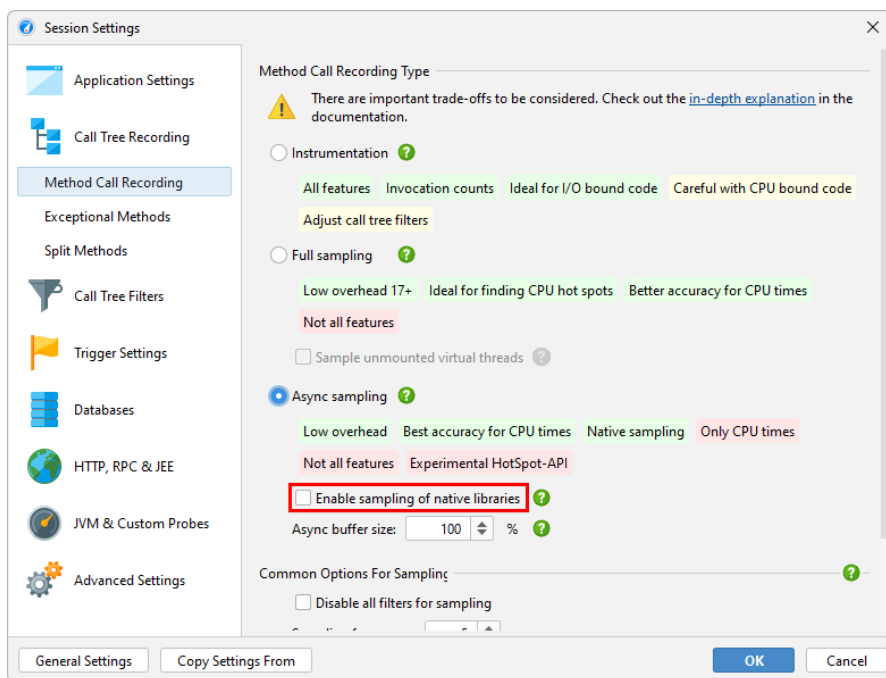 Session Settings
Application Settings
Call Tree Recording
Method Call Recording
Exceptional Methods
Split Methods
Call Tree Filters
Trigger Settings
Databases
HTTP, RPC & JEE
JVM & Custom Probes
Advanced Settings
Method Call Recording Type
There are important trade-offs to be considered. Check out the in-depth explanation in the
documentation.
Instrumentation
All features Invocation counts Ideal for I/O bound code Careful with CPU bound code
Adjust call tree filters
Full sampling
Low overhead 17+ Ideal for finding CPU hot spots Better accuracy for CPU times
Not all features
Sample unmounted virtual threads
Async sampling
Low overhead Best accuracy for CPU times Native sampling Only CPU times
Not all features Experimental HotSpot-API
Enable sampling of native libraries
Async buffer size: 100 %
Common Options For Sampling
Disable all filters for sampling
General Settings Copy Settings From OK Cancel